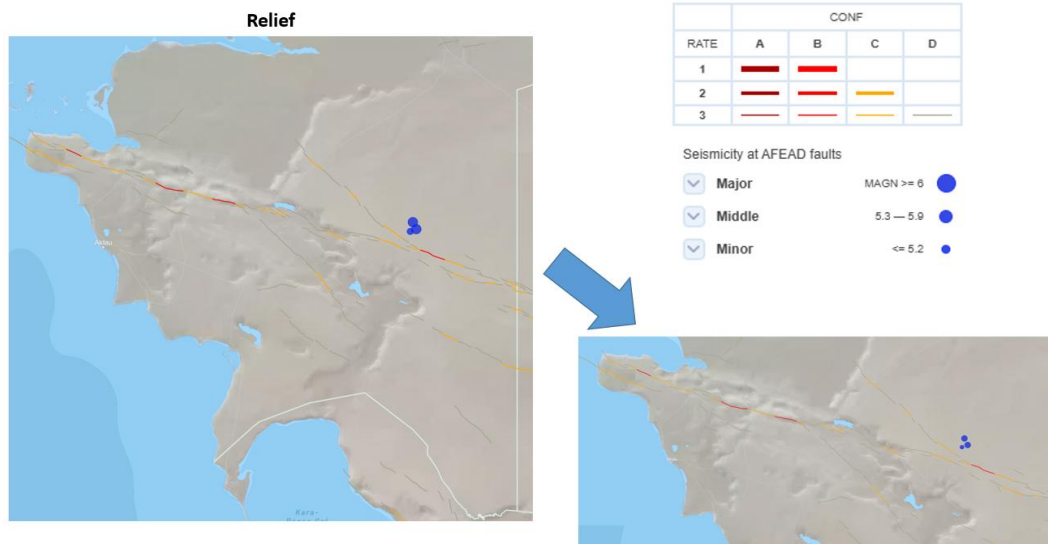 Relief
Aktau
Kara-
CONF
RATE A B C D
1
2
3
Seismicity at AFEAD faults
Major MAGN >= 6
Middle 5.3 — 5.9
Minor <= 5.2